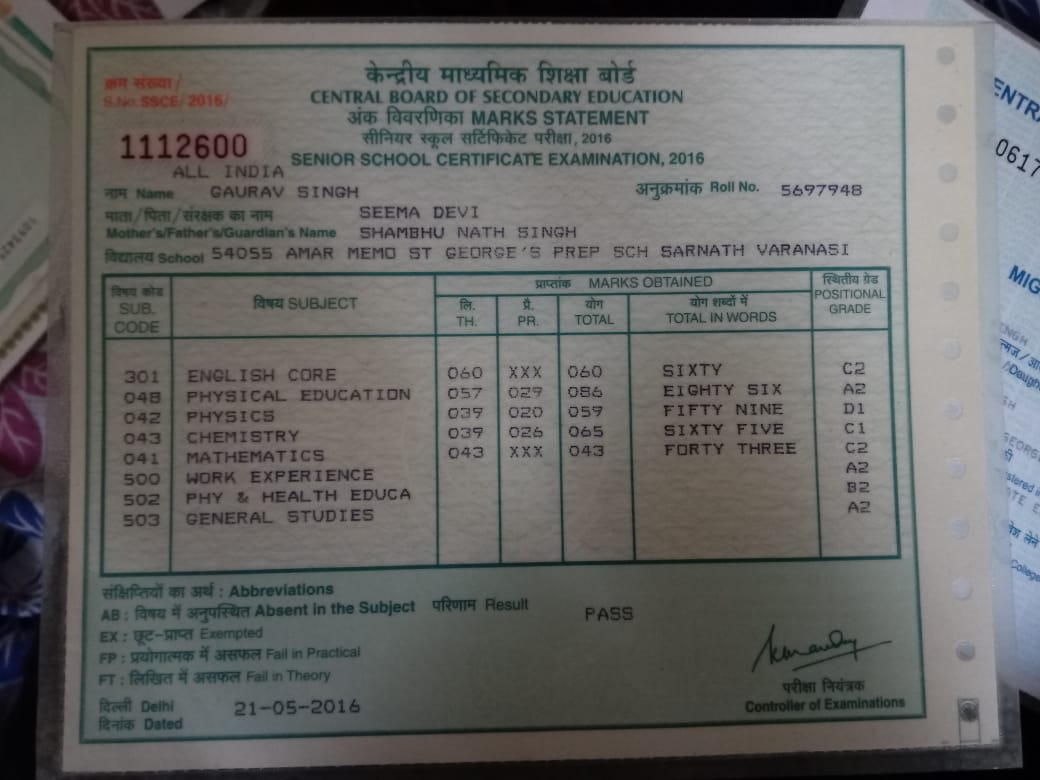 क्रम संख्या/
S.No. SSCE/ 2016/
1112600
केन्द्रीय माध्यमिक शिक्षा बोर्ड
CENTRAL BOARD OF SECONDARY EDUCATION
अंक विवरणिका MARKS STATEMENT
सीनियर स्कूल सर्टिफिकेट परीक्षा, 2016
SENIOR SCHOOL CERTIFICATE EXAMINATION, 2016
ALL INDIA
नाम Name GAURAV SINGH अनुक्रमांक Roll No. 5697948
माता/पिता/संरक्षक का नाम SEEMA DEVI
Mother's/Father's/Guardian's Name SHAMBHU NATH SINGH
विद्यालय School 54055 AMAR MEMO ST GEORGE'S PREP SCH SARNATH VARANASI
विषय कोड SUB. CODE विषय SUBJECT प्राप्तांक MARKS OBTAINED स्थितीय ग्रेड POSITIONAL GRADE
लि. TH. प्रै. PR. योग TOTAL योग शब्दों में TOTAL IN WORDS
301 ENGLISH CORE 060 XXX 060 SIXTY C2
048 PHYSICAL EDUCATION 057 029 086 EIGHTY SIX A2
042 PHYSICS 039 020 059 FIFTY NINE D1
043 CHEMISTRY 039 026 065 SIXTY FIVE C1
041 MATHEMATICS 043 XXX 043 FORTY THREE C2
500 WORK EXPERIENCE A2
502 PHY & HEALTH EDUCA B2
503 GENERAL STUDIES A2
संक्षिप्तियों का अर्थ : Abbreviations
AB : विषय में अनुपस्थित Absent in the Subject परिणाम Result PASS
EX : छूट-प्राप्त Exempted
FP : प्रयोगात्मक में असफल Fail in Practical
FT : लिखित में असफल Fail in Theory
दिल्ली Delhi
दिनांक Dated 21-05-2016
परीक्षा नियंत्रक
Controller of Examinations
ENTRA
0617
MIG